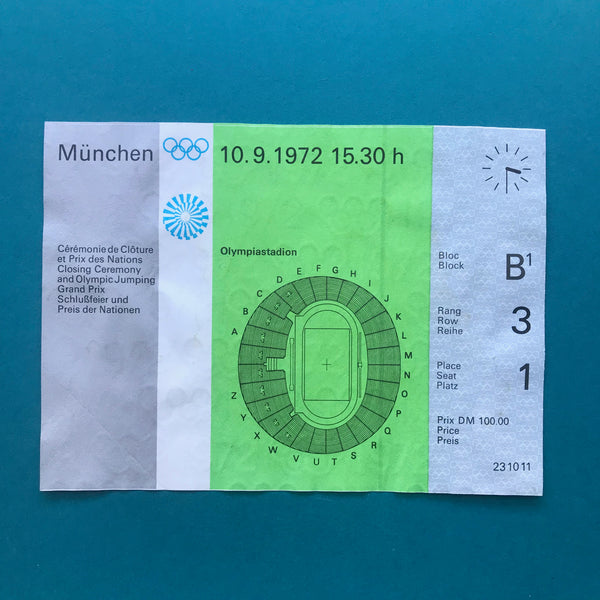 München
10.9.1972 15.30 h
Cérémonie de Clôture
et Prix des Nations
Closing Ceremony
and Olympic Jumping
Grand Prix
Schlußfeier und
Preis der Nationen
Olympiastadion
A
B
C
D
E
F
G
H
I
J
K
L
M
N
O
P
Q
R
S
T
U
V
W
X
Y
Z
Bloc
Block
B¹
Rang
Row
Reihe
3
Place
Seat
Platz
1
Prix DM 100.00
Price
Preis
231011